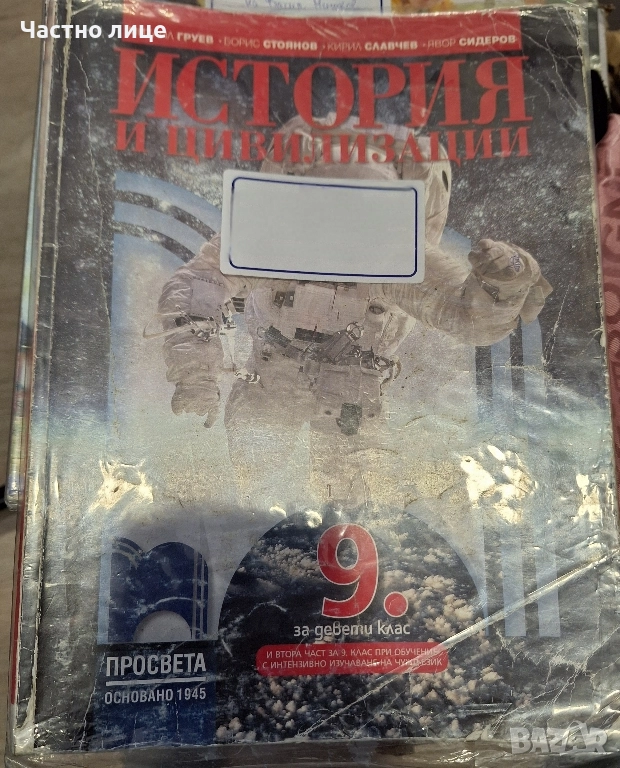 Частно лице
ГРУЕВ · БОРИС СТОЯНОВ · КИРИЛ СЛАВЧЕВ · ЯВОР СИДЕРОВ
ИСТОРИЯ
И ЦИВИЛИЗАЦИИ
9.
за девети клас
И ВТОРА ЧАСТ ЗА 9. КЛАС ПРИ ОБУЧЕНИЕ
С ИНТЕНЗИВНО ИЗУЧАВАНЕ НА ЧУЖД ЕЗИК
ПРОСВЕТА
ОСНОВАНО 1945
BAZAR